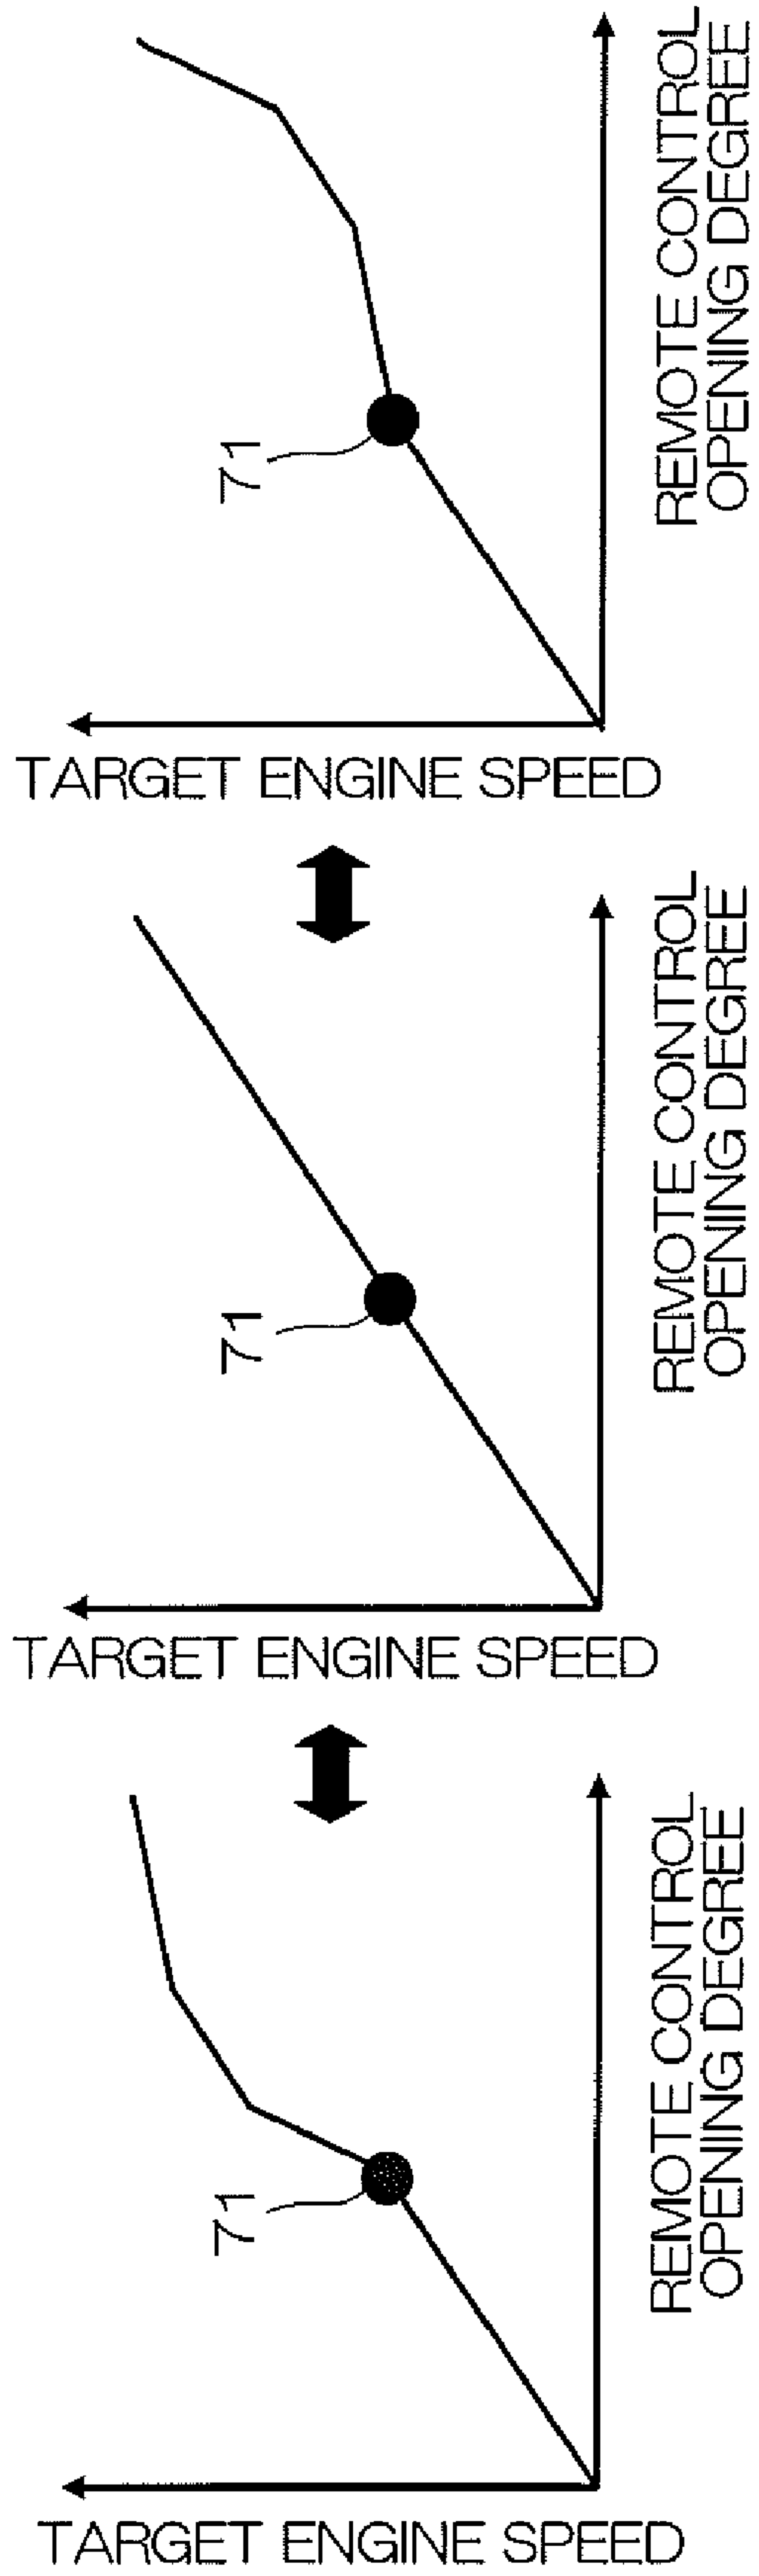 71
REMOTE CONTROL
OPENING DEGREE
TARGET ENGINE SPEED
71
REMOTE CONTROL
OPENING DEGREE
TARGET ENGINE SPEED
71
REMOTE CONTROL
OPENING DEGREE
TARGET ENGINE SPEED